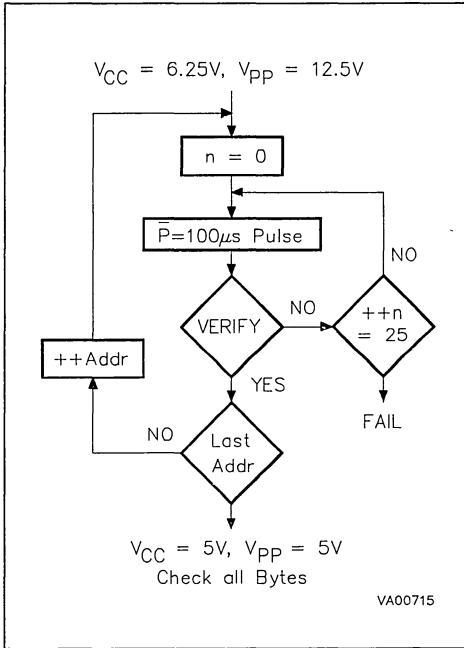 V_CC = 6.25V, V_PP = 12.5V
n = 0
P̅=100µs Pulse
NO
VERIFY
NO
++n
= 25
++Addr
YES
FAIL
NO
Last
Addr
V_CC = 5V, V_PP = 5V
Check all Bytes
VA00715